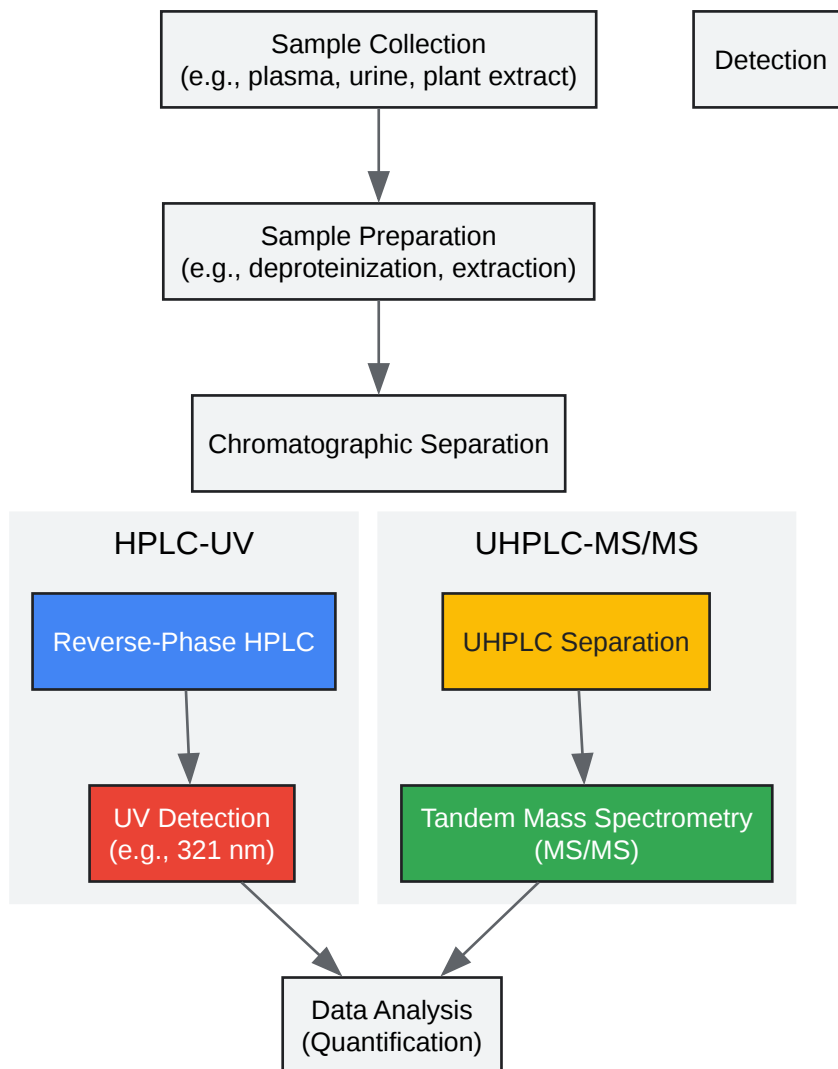 Sample Collection
(e.g., plasma, urine, plant extract)
Detection
Sample Preparation
(e.g., deproteinization, extraction)
Chromatographic Separation
HPLC-UV
UHPLC-MS/MS
Reverse-Phase HPLC
UHPLC Separation
UV Detection
(e.g., 321 nm)
Tandem Mass Spectrometry
(MS/MS)
Data Analysis
(Quantification)